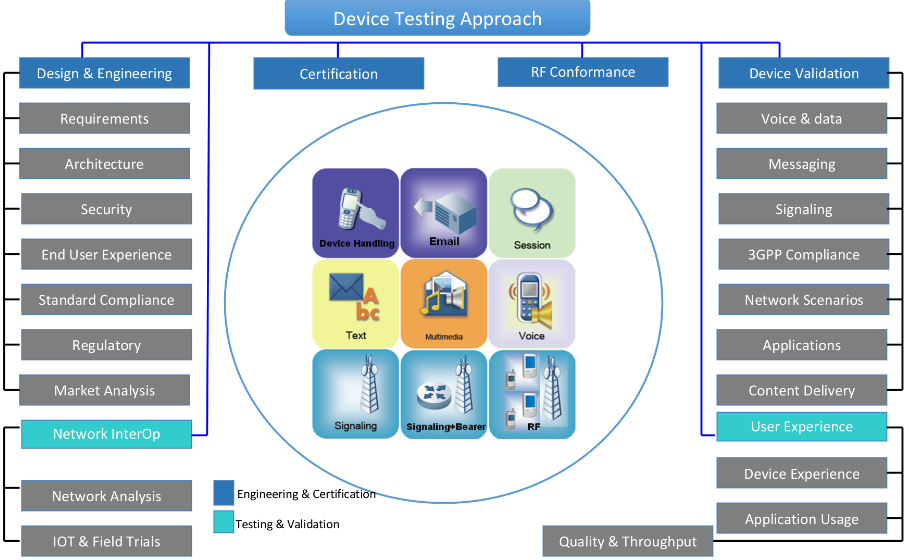 Device Testing Approach
Design & Engineering
Certification
RF Conformance
Device Validation
Requirements
Architecture
Security
End User Experience
Standard Compliance
Regulatory
Market Analysis
Network InterOp
Network Analysis
IOT & Field Trials
Device Handling
Email
Session
Text
A
bc
Multimedia
Voice
Signaling
Signaling+Bearer
RF
Engineering & Certification
Testing & Validation
Voice & data
Messaging
Signaling
3GPP Compliance
Network Scenarios
Applications
Content Delivery
User Experience
Device Experience
Application Usage
Quality & Throughput